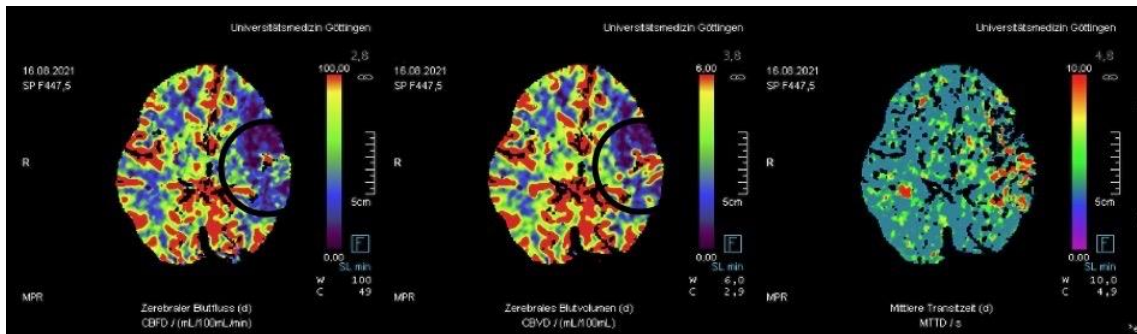 Universitätsmedizin Göttingen
2,8
16.08.2021
SP F447,5
100,00
R
5cm
0,00
F
SL min
W 100
C 49
MPR
Zerebraler Blutfluss (d)
CBFD / (mL/100mL/min)
Universitätsmedizin Göttingen
3,8
16.08.2021
SP F447,5
6,00
R
5cm
0,00
F
SL min
W 6,0
C 2,9
MPR
Zerebrales Blutvolumen (d)
CBVD / (mL/100mL)
Universitätsmedizin Göttingen
4,8
16.08.2021
SP F447,5
10,00
R
5cm
0,00
F
SL min
W 10,0
C 4,9
MPR
Mittlere Transitzeit (d)
MTTD / s